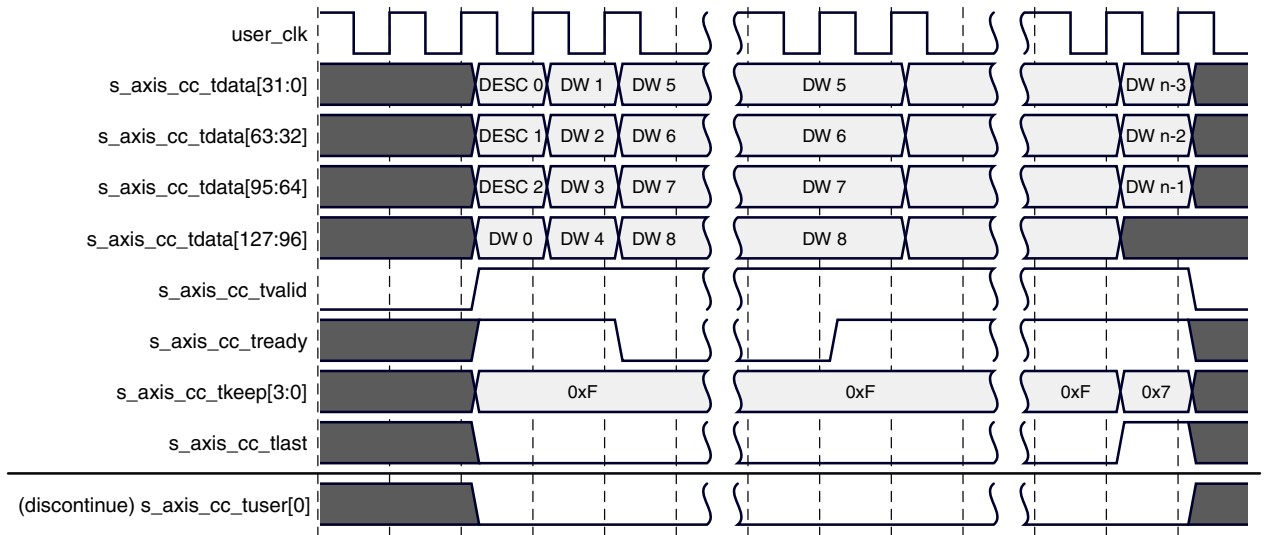 user_clk
s_axis_cc_tdata[31:0] DESC 0 DW 1 DW 5 DW 5 DW n-3
s_axis_cc_tdata[63:32] DESC 1 DW 2 DW 6 DW 6 DW n-2
s_axis_cc_tdata[95:64] DESC 2 DW 3 DW 7 DW 7 DW n-1
s_axis_cc_tdata[127:96] DW 0 DW 4 DW 8 DW 8
s_axis_cc_tvalid
s_axis_cc_tready
s_axis_cc_tkeep[3:0] 0xF 0xF 0xF 0x7
s_axis_cc_tlast
(discontinue) s_axis_cc_tuser[0]